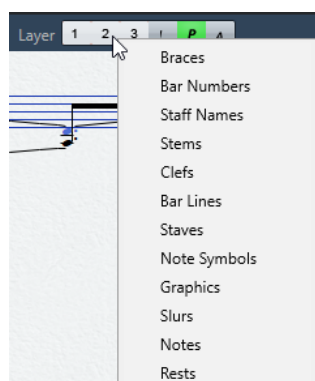 Layer 1 2 3 L P A
Braces
Bar Numbers
Staff Names
Stems
Clefs
Bar Lines
Staves
Note Symbols
Graphics
Slurs
Notes
Rests